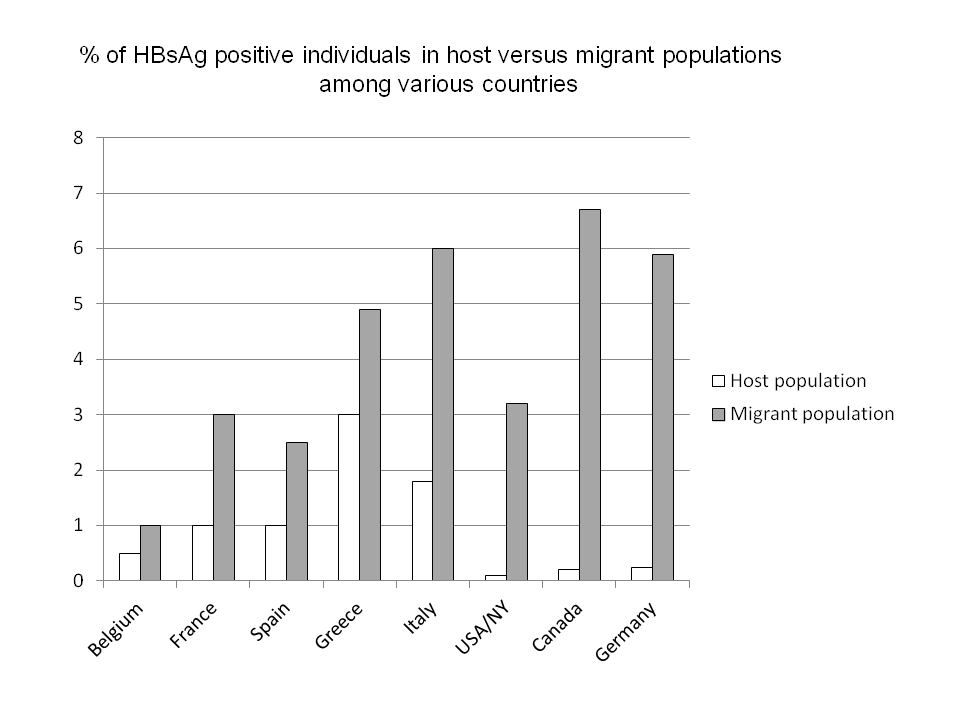 % of HBsAg positive individuals in host versus migrant populations
among various countries
8
7
6
5
4
3
2
1
0
Belgium
France
Spain
Greece
Italy
USA/NY
Canada
Germany
Host population
Migrant population